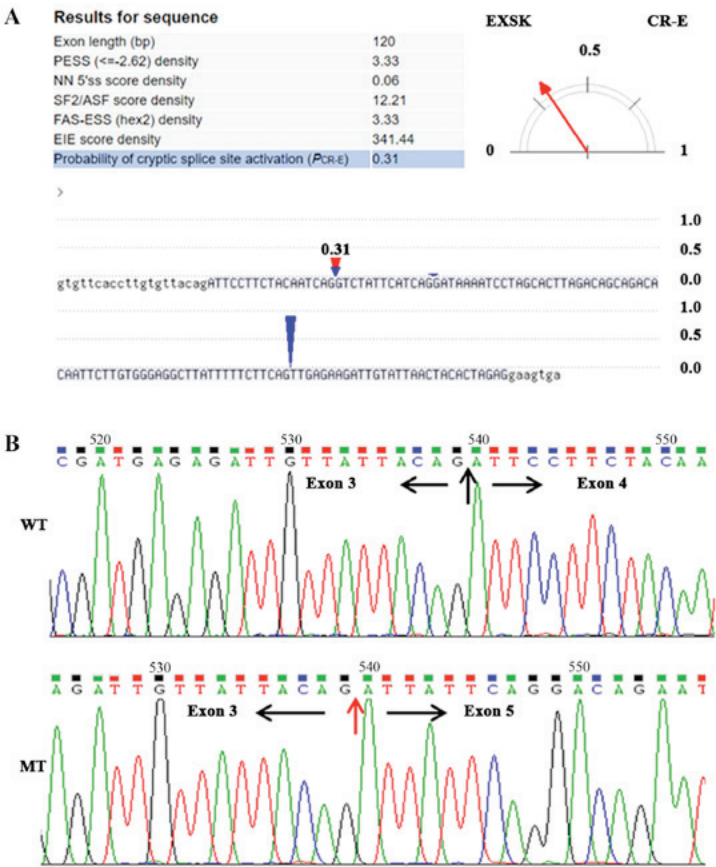 A
Results for sequence
Exon length (bp) 120
PESS (<=-2.62) density 3.33
NN 5'ss score density 0.06
SF2/ASF score density 12.21
FAS-ESS (hex2) density 3.33
EIE score density 341.44
Probability of cryptic splice site activation (PCR-E) 0.31
EXSK CR-E
0.5
0 1
>
1.0
0.31 0.5
0.0
gtgttcaccttgtgttacagATTCCTTCTACAATCAGGTCTATTCATCAGGATAAAATCCTAGCACTTAGACAGCAGACA
1.0
0.5
0.0
CAATTCTTGTGGGAGGCTTATTTTTCTTCAGTTGAGAAGATTGTATTAACTACACTAGAGgaagtga
B
520 530 540 550
C G A T G A G A G A T T G T T A T T A C A G A T T C C T T C T A C A A
Exon 3 Exon 4
WT
530 540 550
A G A T T G T T A T T A C A G A T T A T T C A G G A C A G A A T
Exon 3 Exon 5
MT